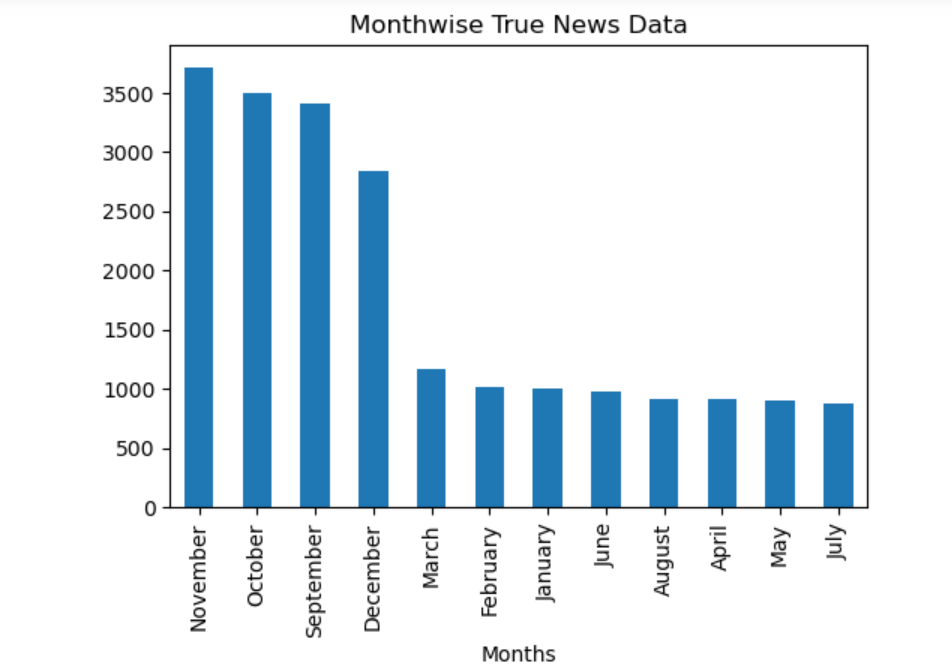 Monthwise True News Data
3500
3000
2500
2000
1500
1000
500
0
November
October
September
December
March
February
January
June
August
April
May
July
Months